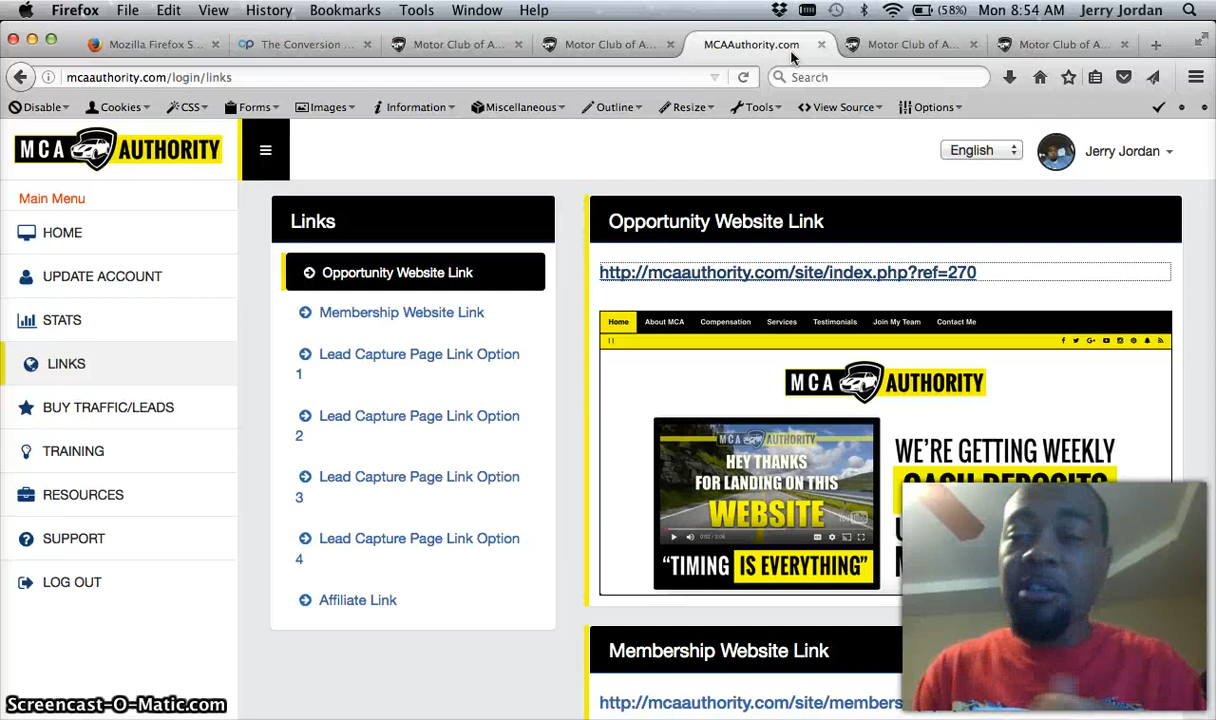 Firefox File Edit View History Bookmarks Tools Window Help (58%) Mon 8:54 AM Jerry Jordan
Mozilla Firefox S... The Conversion ... Motor Club of A... Motor Club of A... MCAAuthority.com Motor Club of A... Motor Club of A...
mcaauthority.com/login/links Search
Disable Cookies CSS Forms Images Information Miscellaneous Outline Resize Tools View Source Options
MCA AUTHORITY English Jerry Jordan
Main Menu
HOME
UPDATE ACCOUNT
STATS
LINKS
BUY TRAFFIC/LEADS
TRAINING
RESOURCES
SUPPORT
LOG OUT
Links
Opportunity Website Link
Membership Website Link
Lead Capture Page Link Option
1
Lead Capture Page Link Option
2
Lead Capture Page Link Option
3
Lead Capture Page Link Option
4
Affiliate Link
Opportunity Website Link
http://mcaauthority.com/site/index.php?ref=270
Home About MCA Compensation Services Testimonials Join My Team Contact Me
MCA AUTHORITY
MCA AUTHORITY
HEY THANKS
FOR LANDING ON THIS
WEBSITE
0:02 / 2:06
"TIMING IS EVERYTHING"
WE'RE GETTING WEEKLY
CASH DEPOSITS
Membership Website Link
http://mcaauthority.com/site/members
Screencast-O-Matic.com